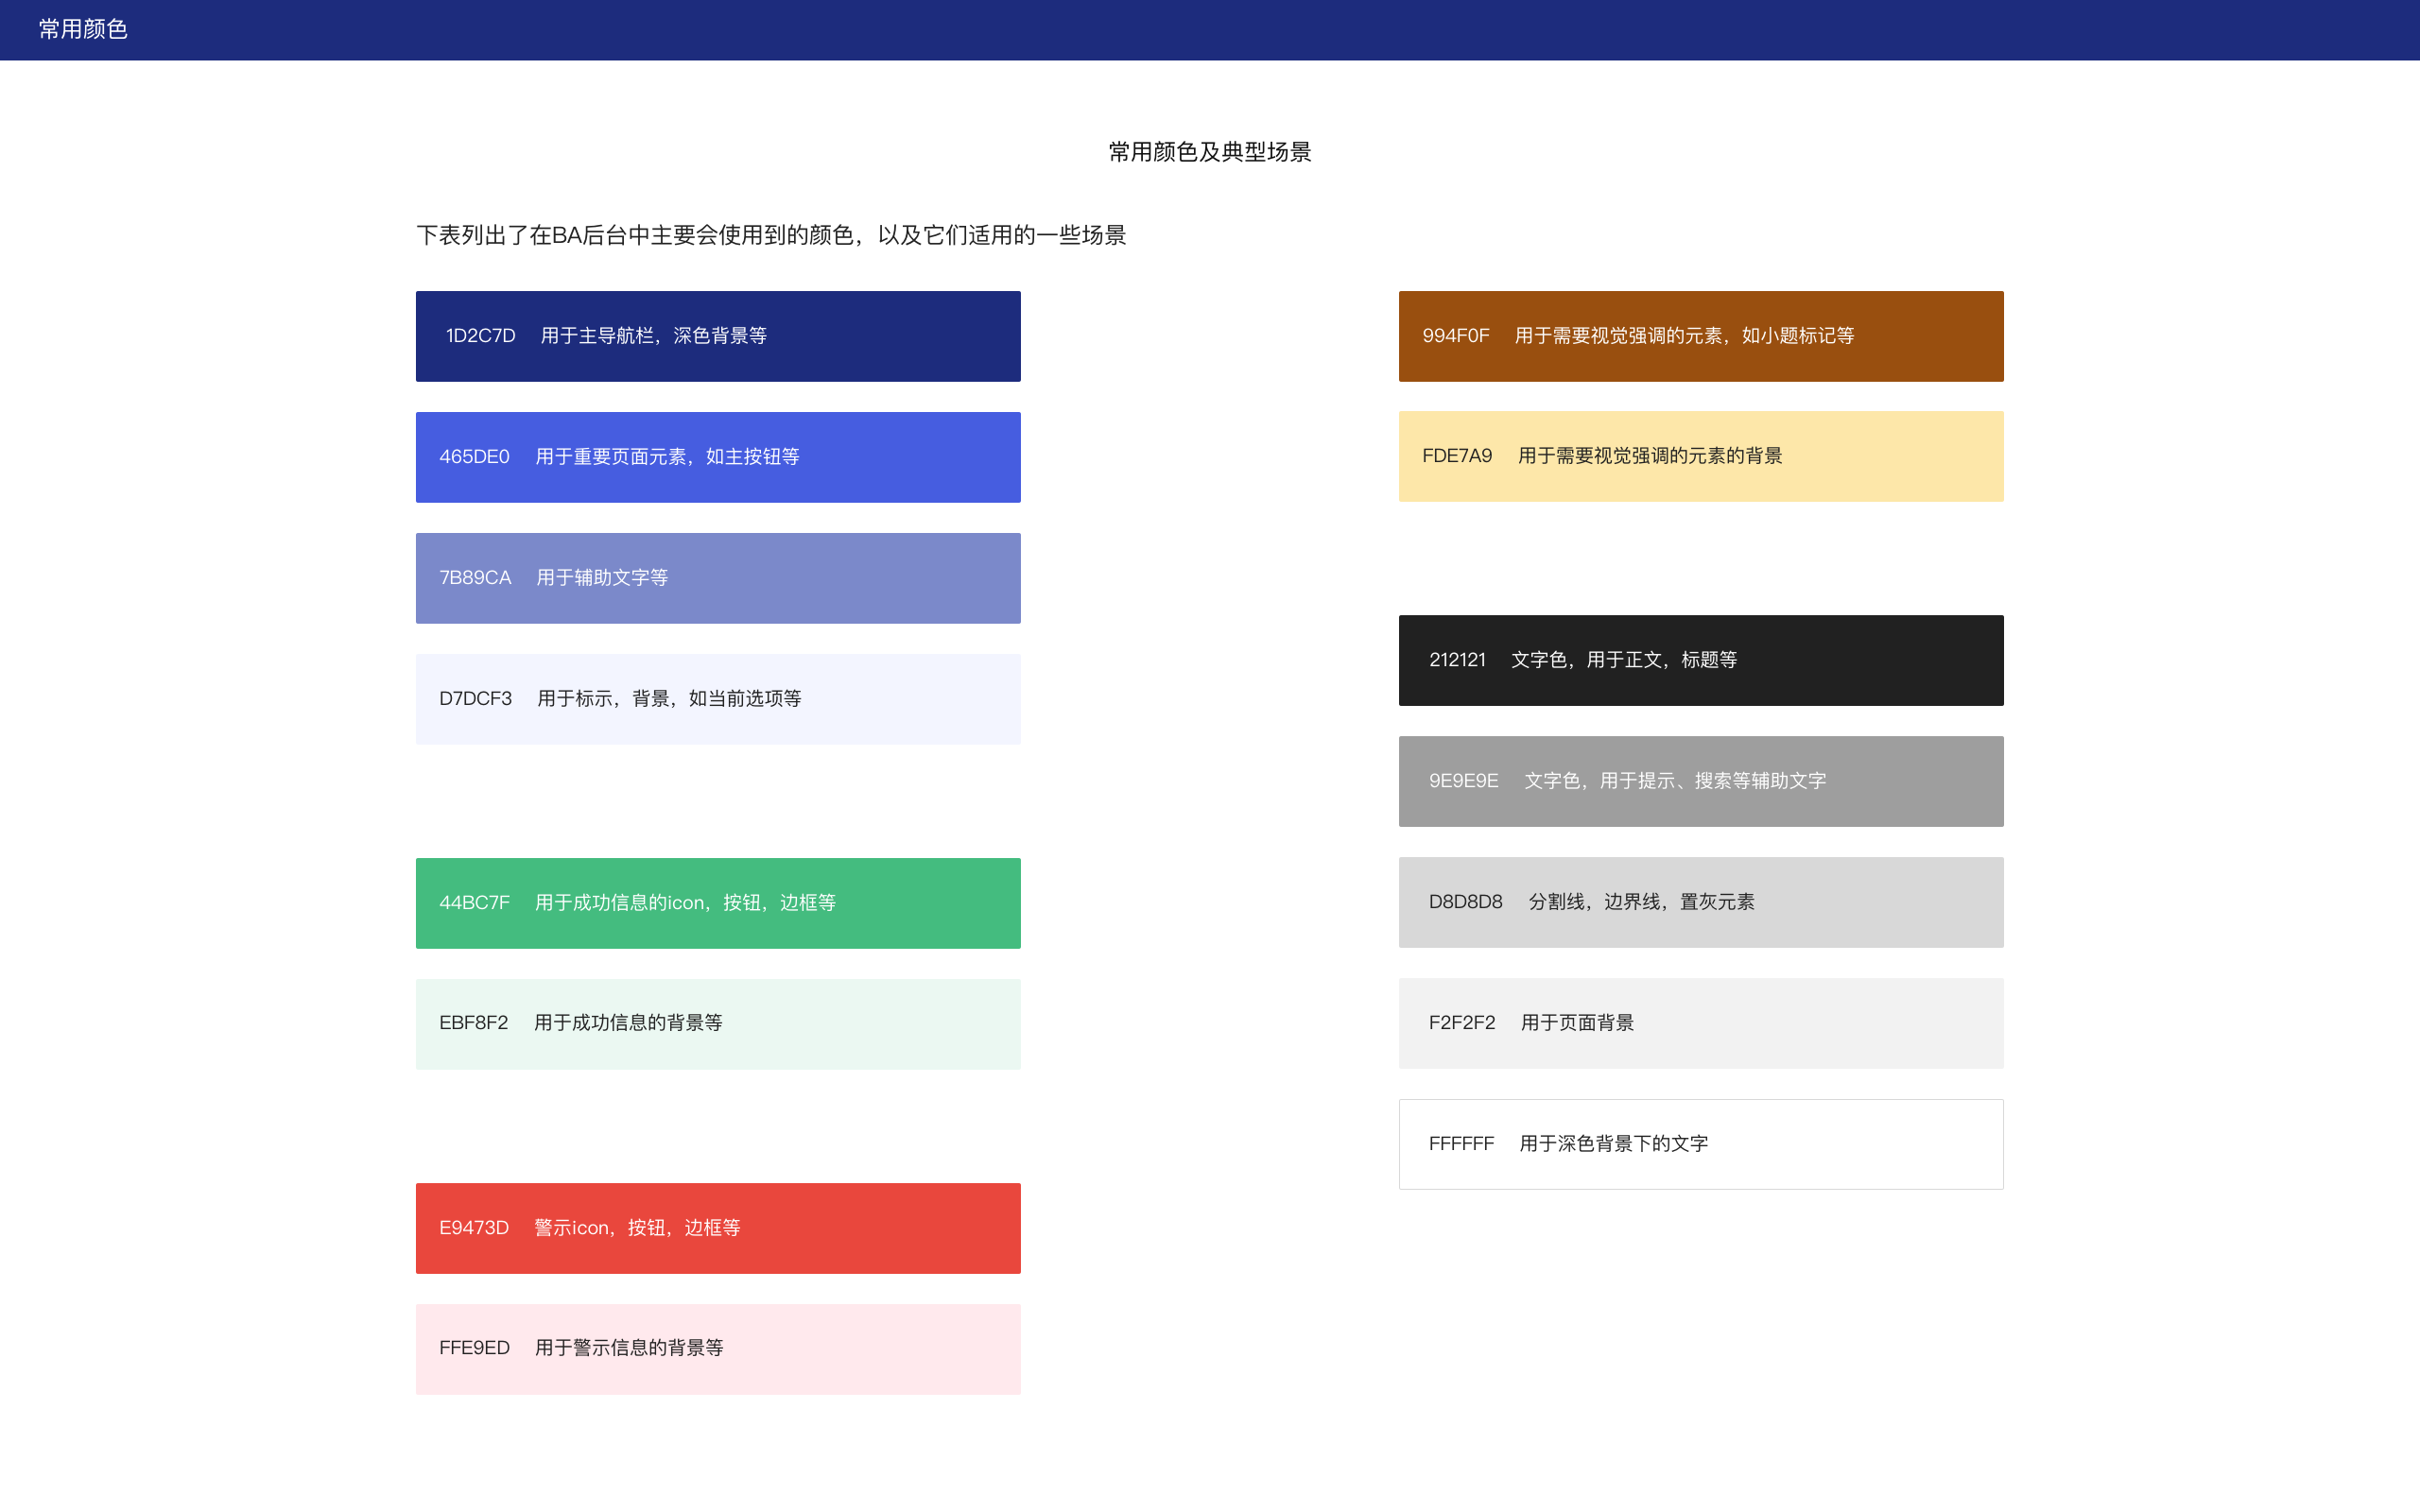 常用颜色
常用颜色及典型场景
下表列出了在BA后台中主要会使用到的颜色，以及它们适用的一些场景
1D2C7D 用于主导航栏，深色背景等
465DE0 用于重要页面元素，如主按钮等
7B89CA 用于辅助文字等
D7DCF3 用于标示，背景，如当前选项等
44BC7F 用于成功信息的icon，按钮，边框等
EBF8F2 用于成功信息的背景等
E9473D 警示icon，按钮，边框等
FFE9ED 用于警示信息的背景等
994F0F 用于需要视觉强调的元素，如小题标记等
FDE7A9 用于需要视觉强调的元素的背景
212121 文字色，用于正文，标题等
9E9E9E 文字色，用于提示、搜索等辅助文字
D8D8D8 分割线，边界线，置灰元素
F2F2F2 用于页面背景
FFFFFF 用于深色背景下的文字